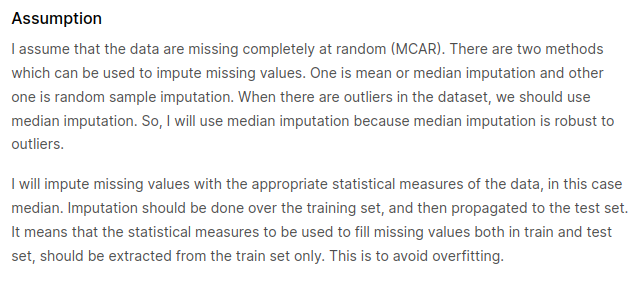 Assumption
I assume that the data are missing completely at random (MCAR). There are two methods
which can be used to impute missing values. One is mean or median imputation and other
one is random sample imputation. When there are outliers in the dataset, we should use
median imputation. So, I will use median imputation because median imputation is robust to
outliers.
I will impute missing values with the appropriate statistical measures of the data, in this case
median. Imputation should be done over the training set, and then propagated to the test set.
It means that the statistical measures to be used to fill missing values both in train and test
set, should be extracted from the train set only. This is to avoid overfitting.